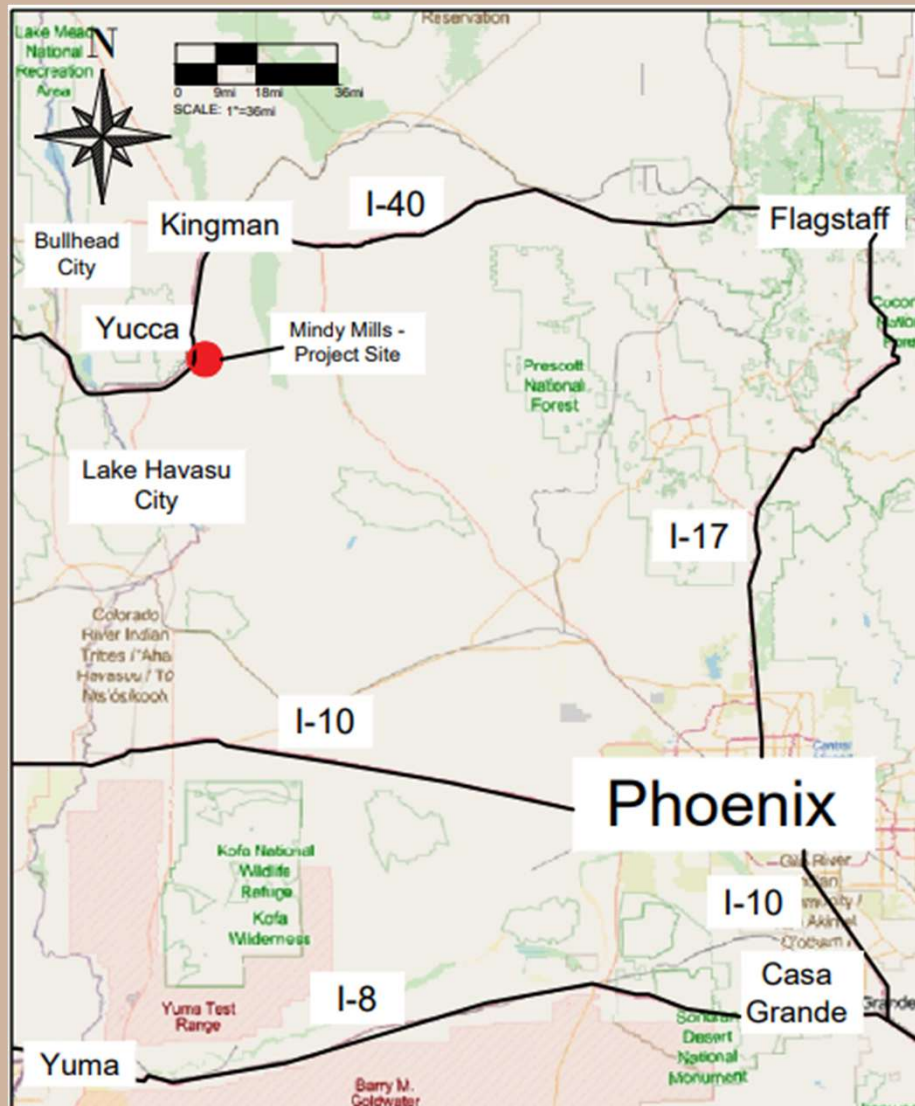 Reservation
Lake Mead
National
Recreation
Area
N
0 9mi 18mi 36mi
SCALE: 1"=36mi
I-40
Kingman
Flagstaff
Bullhead
City
Yucca
Mindy Mills -
Project Site
Prescott
National
Forest
Lake Havasu
City
I-17
Colorado
River Indian
I-10
Phoenix
Kofa National
Wildlife
Refuge
Kofa
Wilderness
I-10
Casa
Grande
Grande
I-8
Yuma Test
Range
Sonoran
Desert
National
Monument
Yuma
Barry M.
Goldwater